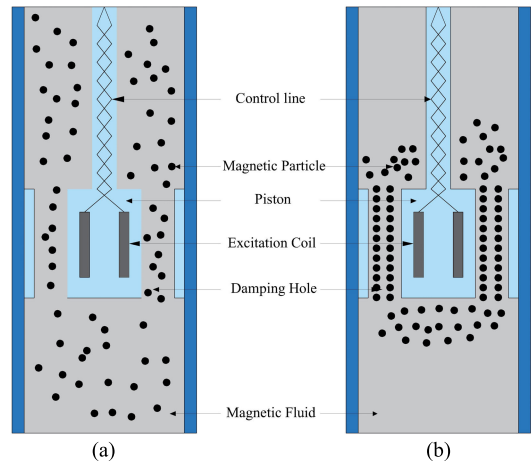 Control line
Magnetic Particle
Piston
Excitation Coil
Damping Hole
Magnetic Fluid
(a)
(b)